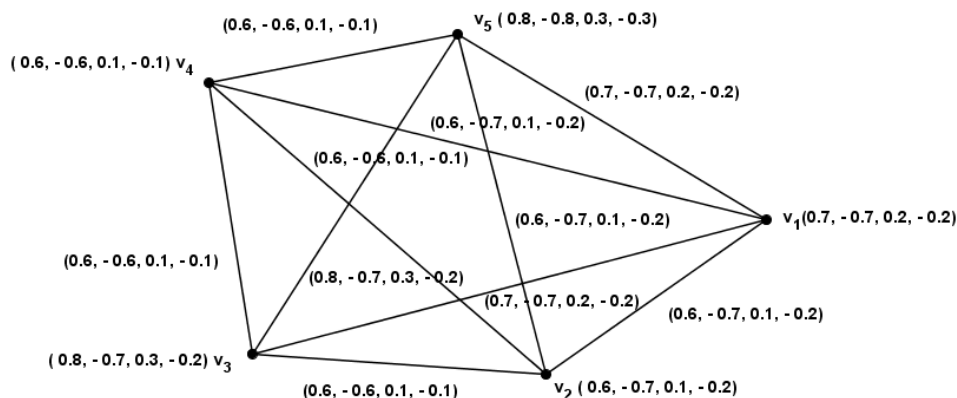 v5 ( 0.8, - 0.8, 0.3, - 0.3)
(0.6, - 0.6, 0.1, - 0.1)
( 0.6, - 0.6, 0.1, - 0.1) v4
(0.7, - 0.7, 0.2, - 0.2)
(0.6, - 0.7, 0.1, - 0.2)
(0.6, - 0.6, 0.1, - 0.1)
(0.6, - 0.7, 0.1, - 0.2)
v1(0.7, - 0.7, 0.2, - 0.2)
(0.6, - 0.6, 0.1, - 0.1)
(0.8, - 0.7, 0.3, - 0.2)
(0.7, - 0.7, 0.2, - 0.2)
(0.6, - 0.7, 0.1, - 0.2)
( 0.8, - 0.7, 0.3, - 0.2) v3
(0.6, - 0.6, 0.1, - 0.1)
v2 ( 0.6, - 0.7, 0.1, - 0.2)